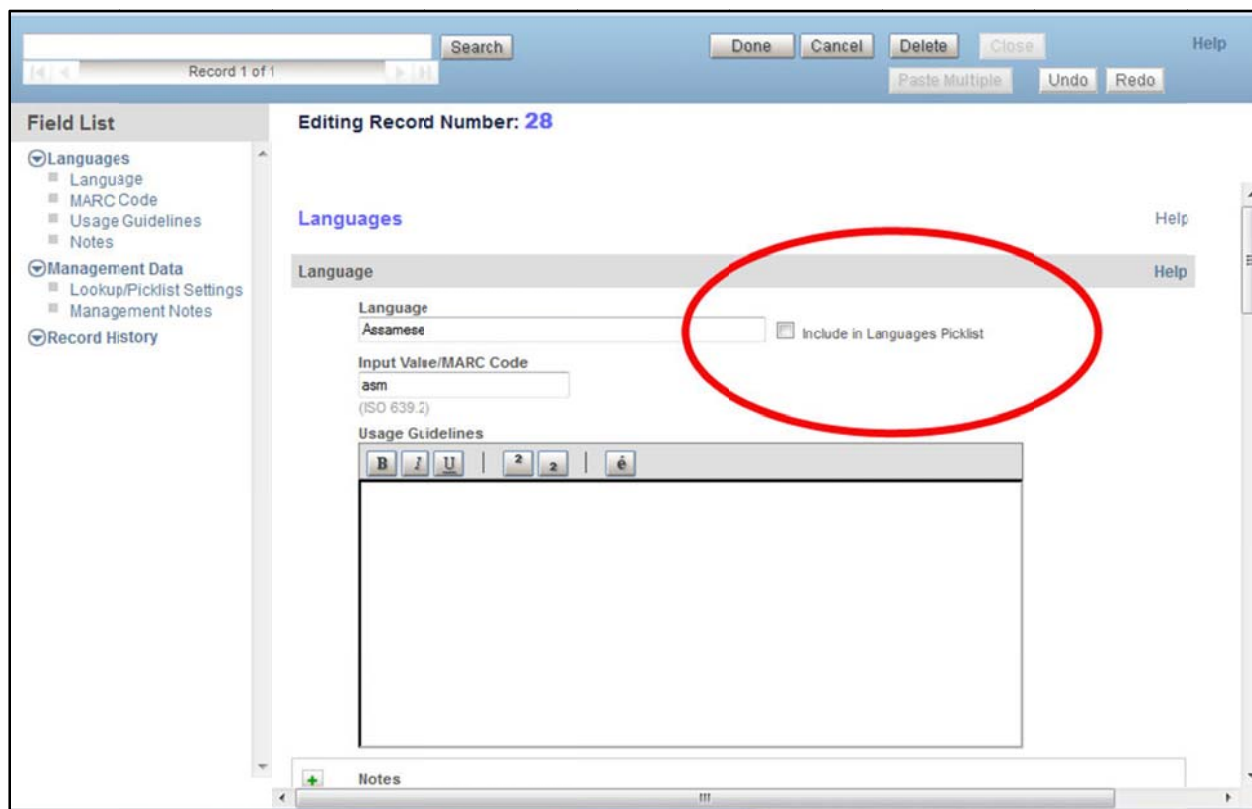 Search
Done
Cancel
Delete
Close
Help
Record 1 of 1
Paste Multiple
Undo
Redo
Field List
Languages
Language
MARC Code
Usage Guidelines
Notes
Management Data
Lookup/Picklist Settings
Management Notes
Record History
Editing Record Number: 28
Languages
Help
Language
Help
Language
Assamese
Include in Languages Picklist
Input Value/MARC Code
asm
(ISO 639.2)
Usage Guidelines
B I U | 2 2 | é
Notes